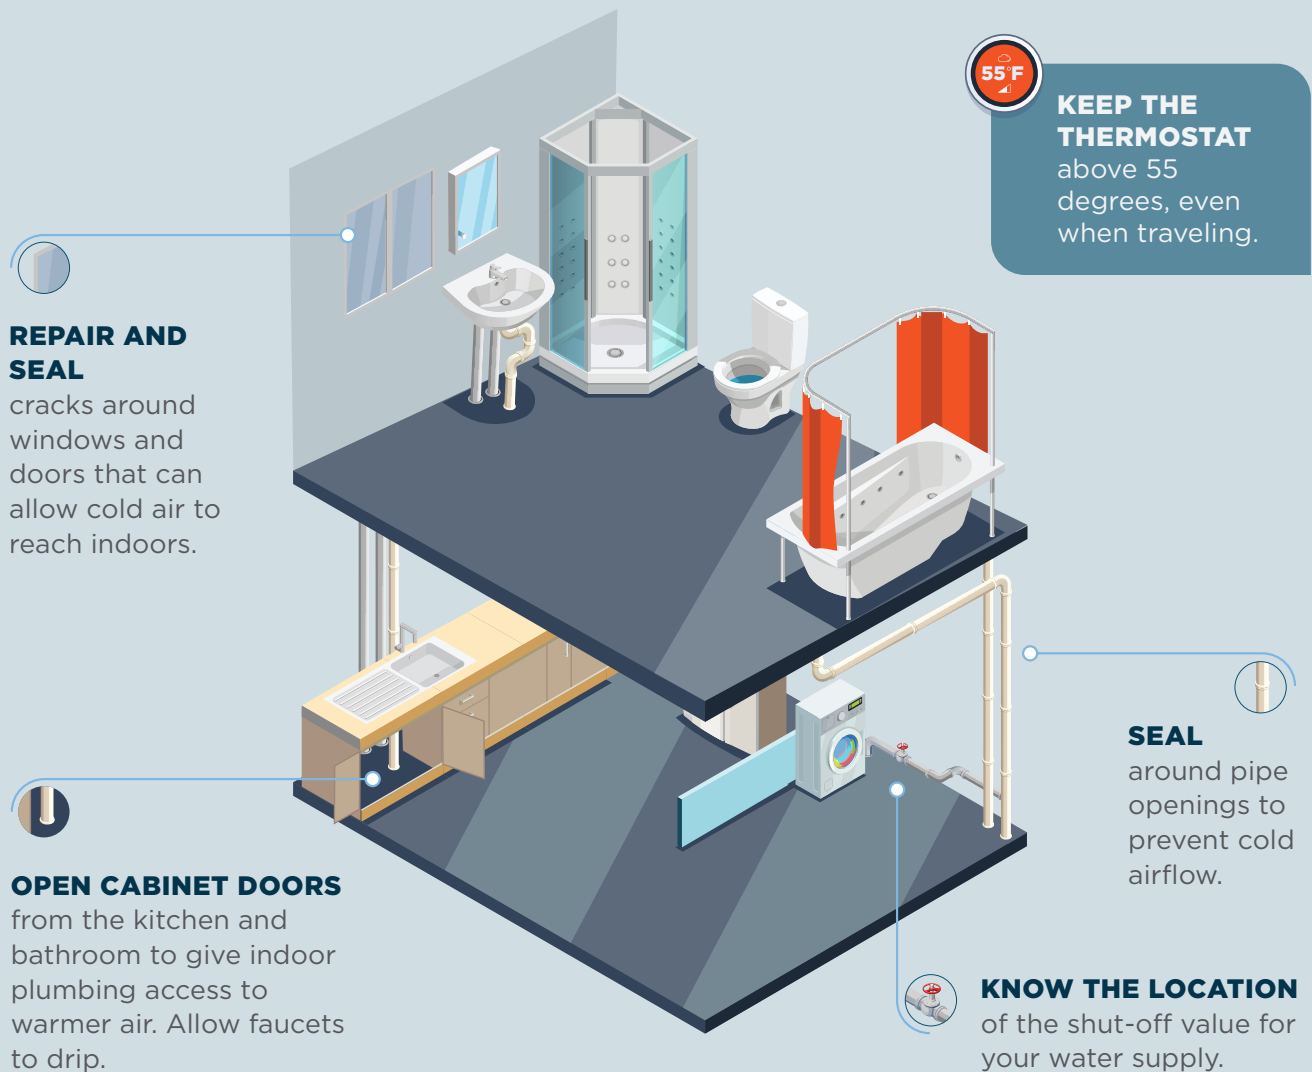 55°F
KEEP THE
THERMOSTAT
above 55
degrees, even
when traveling.
REPAIR AND
SEAL
cracks around
windows and
doors that can
allow cold air to
reach indoors.
SEAL
around pipe
openings to
prevent cold
airflow.
OPEN CABINET DOORS
from the kitchen and
bathroom to give indoor
plumbing access to
warmer air. Allow faucets
to drip.
KNOW THE LOCATION
of the shut-off value for
your water supply.